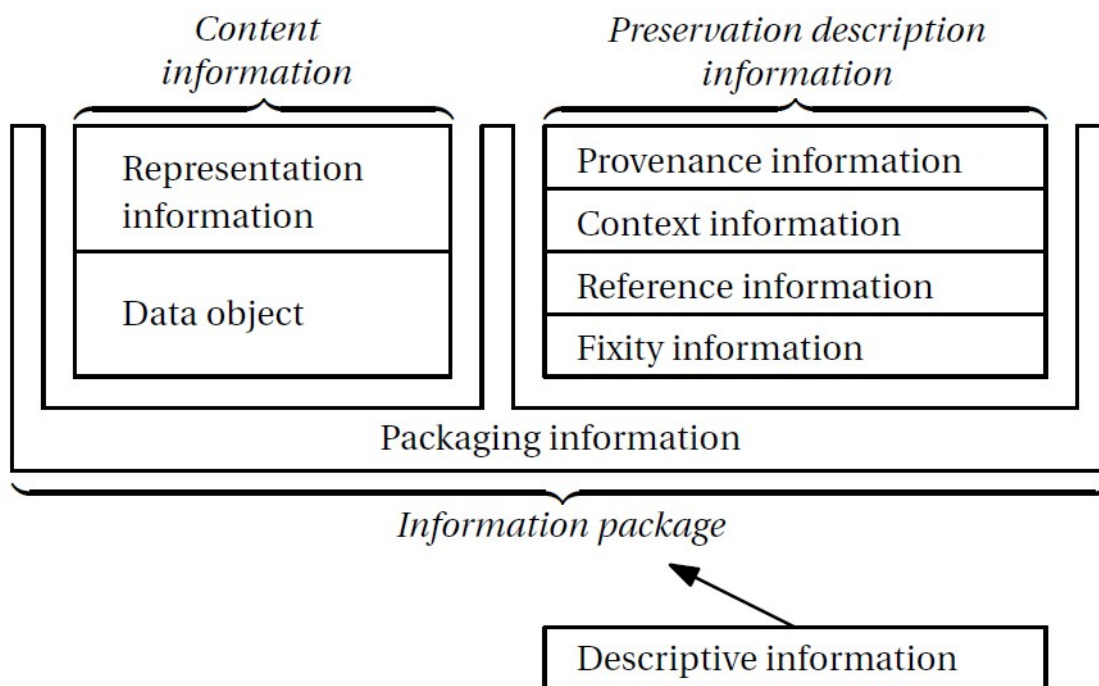 Content
information
Preservation description
information
Representation
information
Data object
Provenance information
Context information
Reference information
Fixity information
Packaging information
Information package
Descriptive information